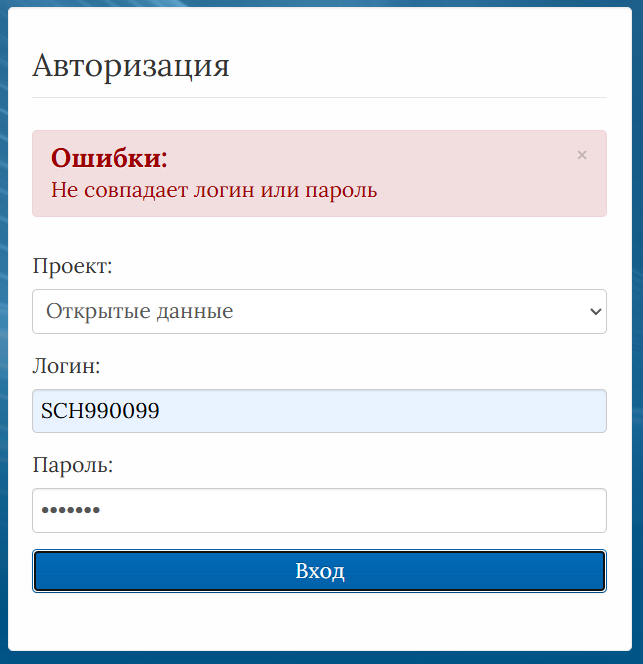 Авторизация
Ошибки:
×
Не совпадает логин или пароль
Проект:
Открытые данные
Логин:
SCH990099
Пароль:
•••••••
Вход